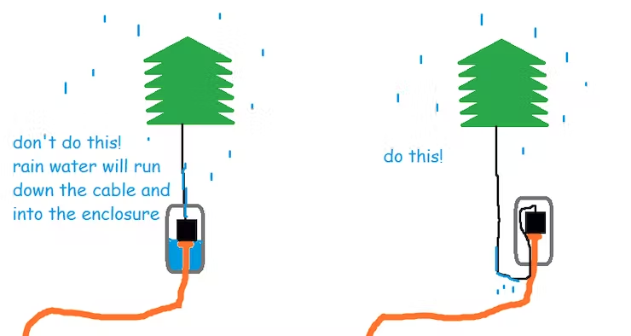 don't do this!
rain water will run
down the cable and
into the enclosure
do this!